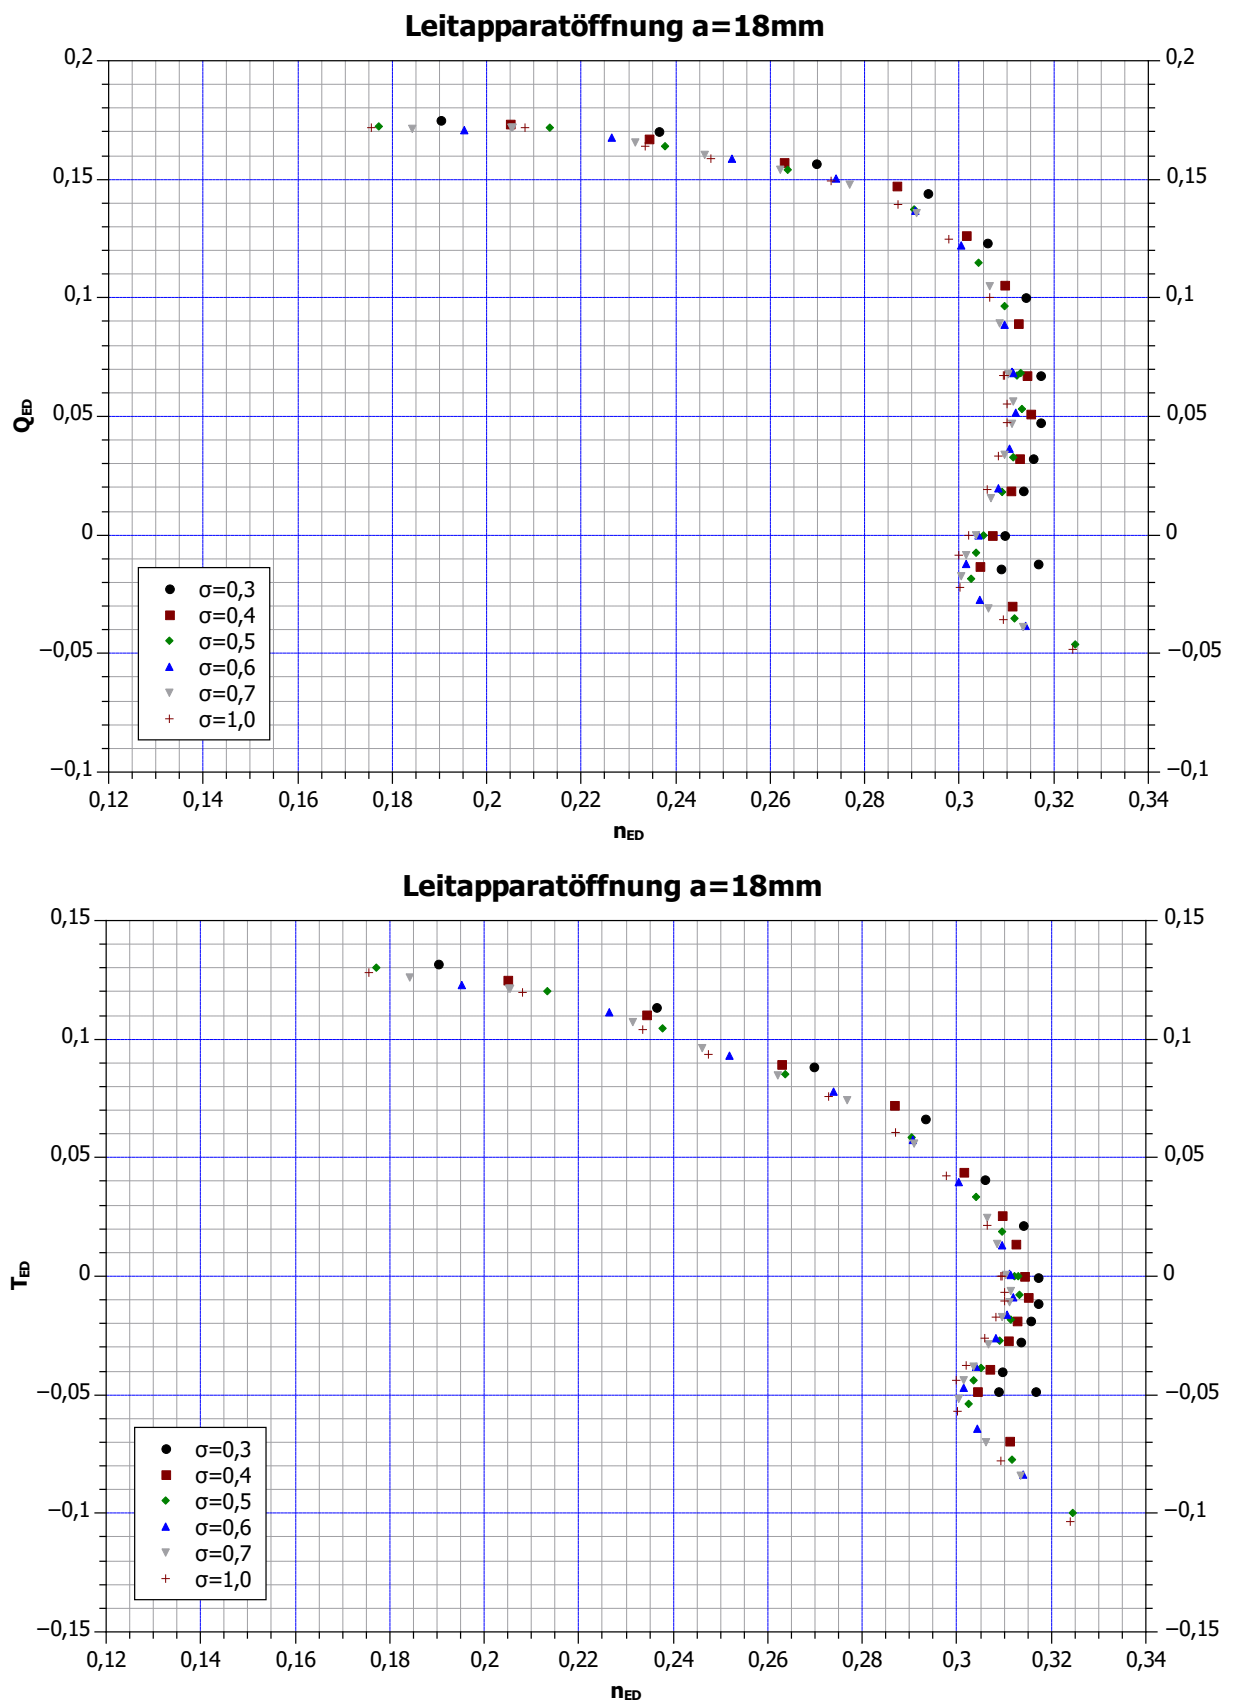 Leitapparatöffnung a=18mm
0,2 0,2
0,15 0,15
0,1 0,1
0,05 0,05
0 0
−0,05 −0,05
−0,1 −0,1
QED
σ=0,3
σ=0,4
σ=0,5
σ=0,6
σ=0,7
σ=1,0
0,12 0,14 0,16 0,18 0,2 0,22 0,24 0,26 0,28 0,3 0,32 0,34
nED
Leitapparatöffnung a=18mm
0,15 0,15
0,1 0,1
0,05 0,05
0 0
−0,05 −0,05
−0,1 −0,1
−0,15 −0,15
TED
σ=0,3
σ=0,4
σ=0,5
σ=0,6
σ=0,7
σ=1,0
0,12 0,14 0,16 0,18 0,2 0,22 0,24 0,26 0,28 0,3 0,32 0,34
nED